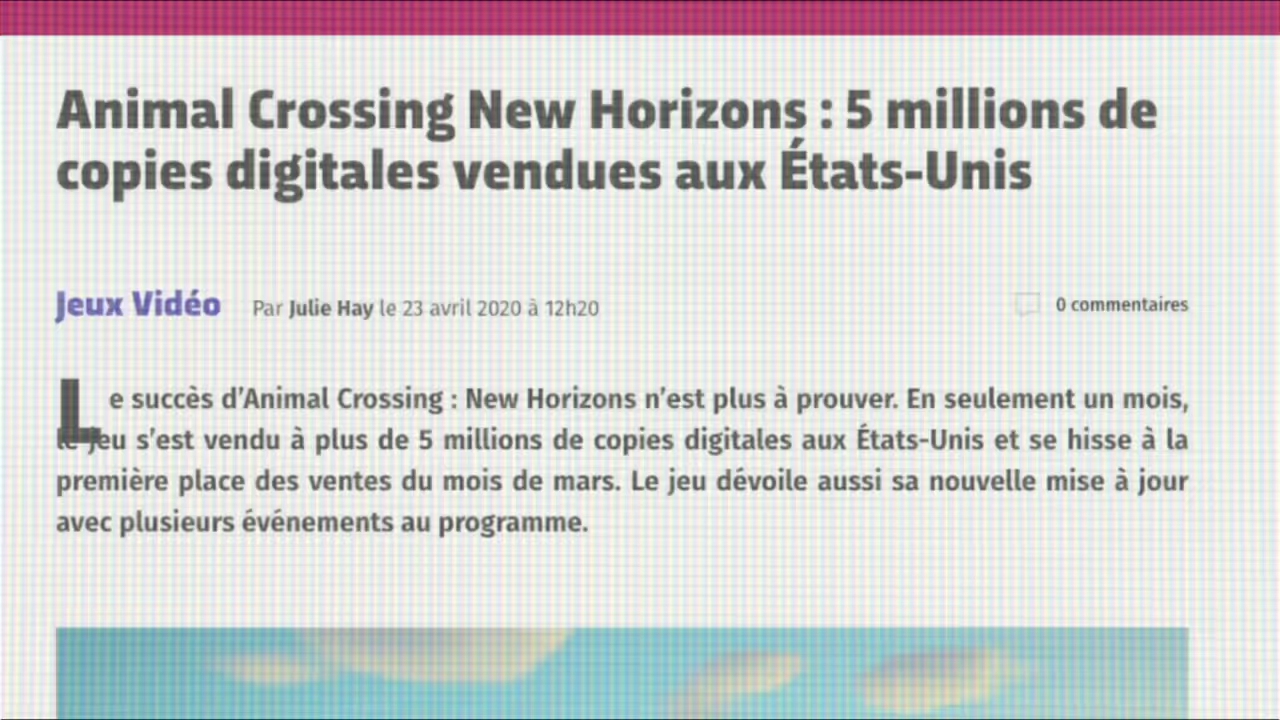 Animal Crossing New Horizons : 5 millions de
copies digitales vendues aux États-Unis
Jeux Vidéo Par Julie Hay le 23 avril 2020 à 12h20 0 commentaires
Le succès d’Animal Crossing : New Horizons n’est plus à prouver. En seulement un mois,
le jeu s’est vendu à plus de 5 millions de copies digitales aux États-Unis et se hisse à la
première place des ventes du mois de mars. Le jeu dévoile aussi sa nouvelle mise à jour
avec plusieurs événements au programme.